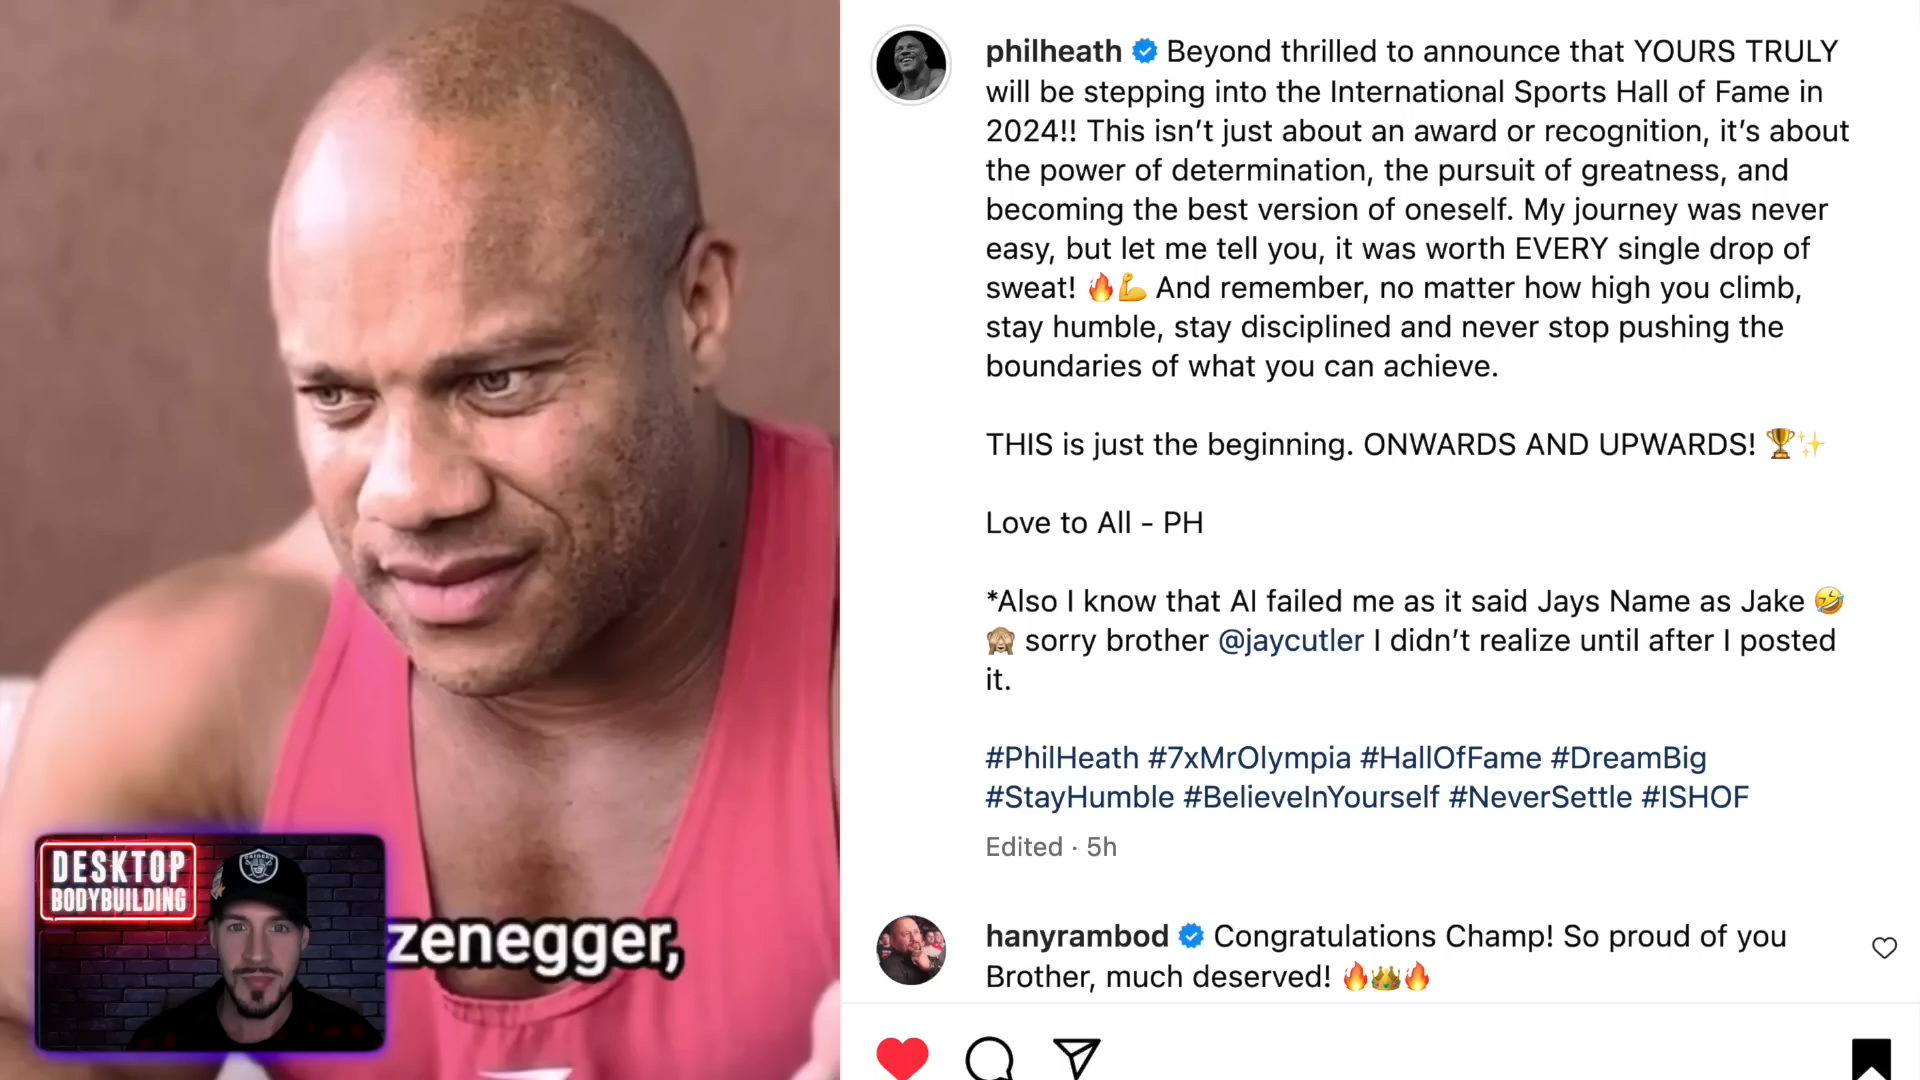 philheath Beyond thrilled to announce that YOURS TRULY
will be stepping into the International Sports Hall of Fame in
2024!! This isn’t just about an award or recognition, it’s about
the power of determination, the pursuit of greatness, and
becoming the best version of oneself. My journey was never
easy, but let me tell you, it was worth EVERY single drop of
sweat! 🔥💪 And remember, no matter how high you climb,
stay humble, stay disciplined and never stop pushing the
boundaries of what you can achieve.
THIS is just the beginning. ONWARDS AND UPWARDS! 🏆✨
Love to All - PH
*Also I know that AI failed me as it said Jays Name as Jake 🤣
🙈 sorry brother @jaycutler I didn’t realize until after I posted
it.
#PhilHeath #7xMrOlympia #HallOfFame #DreamBig
#StayHumble #BelieveInYourself #NeverSettle #ISHOF
Edited · 5h
hanyrambod Congratulations Champ! So proud of you
Brother, much deserved! 🔥👑🔥
zenegger,
DESKTOP
BODYBUILDING
RAIDERS